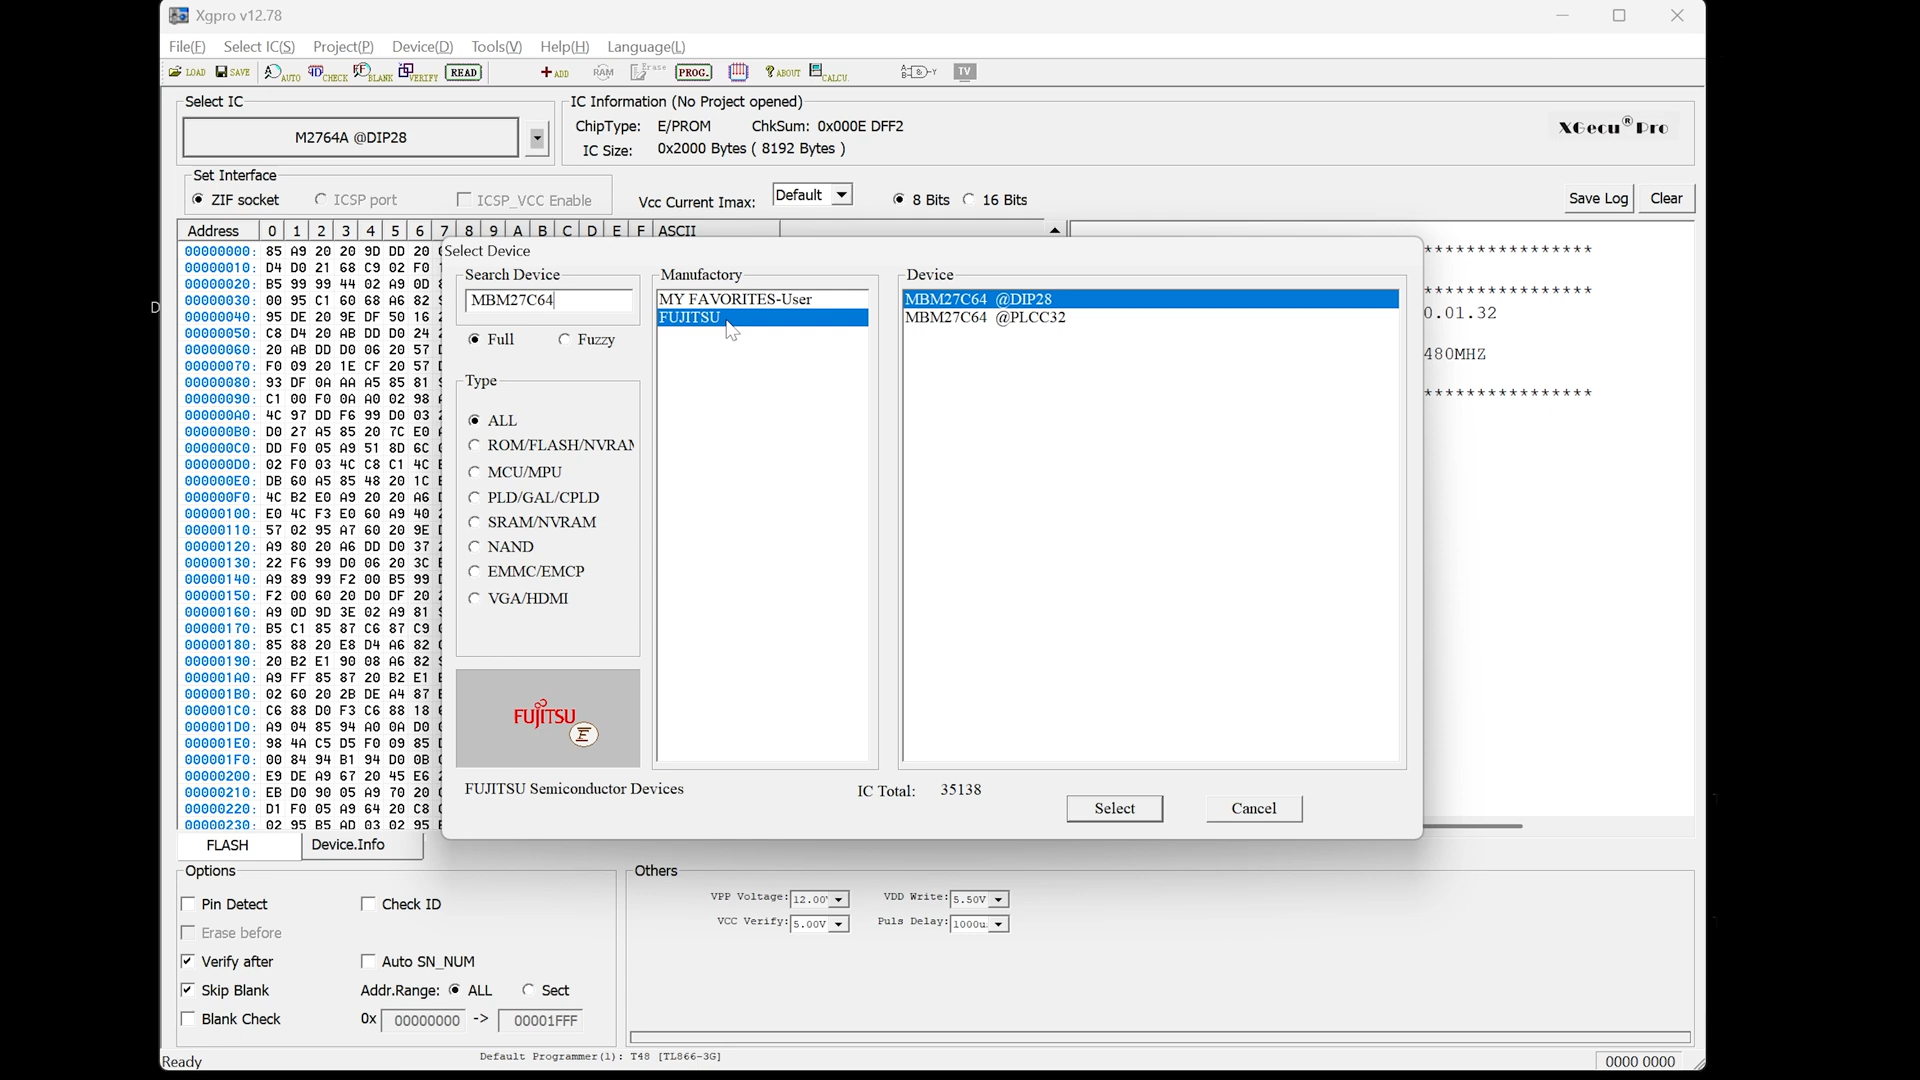 Xgpro v12.78
File(F) Select IC(S) Project(P) Device(D) Tools(V) Help(H) Language(L)
LOAD SAVE AUTO CHECK BLANK VERIFY READ ADD RAM Erase PROG. ABOUT CALCU. TV
Select IC
M2764A @DIP28
IC Information (No Project opened)
ChipType: E/PROM ChkSum: 0x000E DFF2
IC Size: 0x2000 Bytes ( 8192 Bytes )
XGecu® Pro
Set Interface
ZIF socket ICSP port ICSP_VCC Enable
Vcc Current Imax: Default 8 Bits 16 Bits
Save Log Clear
Address 0 1 2 3 4 5 6 7 8 9 A B C D E F ASCII
00000000: 85 A9 20 20 9D DD 20
00000010: D4 D0 21 68 C9 02 F0
00000020: B5 99 99 44 02 A9 0D
00000030: 00 95 C1 60 68 A6 82
00000040: 95 DE 20 9E DF 50 16
00000050: C8 D4 20 AB DD D0 24
00000060: 20 AB DD D0 06 20 57
00000070: F0 09 20 1E CF 20 57
00000080: 93 DF 0A AA A5 85 81
00000090: C1 00 F0 0A A0 02 98
000000A0: 4C 97 DD F6 99 D0 03
000000B0: D0 27 A5 85 20 7C E0
000000C0: DD F0 05 A9 51 8D 6C
000000D0: 02 F0 03 4C C8 C1 4C
000000E0: DB 60 A5 85 48 20 1C
000000F0: 4C B2 E0 A9 20 20 A6
00000100: E0 4C F3 E0 60 A9 40
00000110: 57 02 95 A7 60 20 9E
00000120: A9 80 20 A6 DD D0 37
00000130: 22 F6 99 D0 06 20 3C
00000140: A9 89 99 F2 00 B5 99
00000150: F2 00 60 20 D0 DF 20
00000160: A9 0D 9D 3E 02 A9 81
00000170: B5 C1 85 87 C6 87 C9
00000180: 85 88 20 E8 D4 A6 82
00000190: 20 B2 E1 90 08 A6 82
000001A0: A9 FF 85 87 20 B2 E1
000001B0: 02 60 20 2B DE A4 87
000001C0: C6 88 D0 F3 C6 88 18
000001D0: A9 04 85 94 A0 0A D0
000001E0: 98 4A C5 D5 F0 09 85
000001F0: 00 84 94 B1 94 D0 0B
00000200: E9 DE A9 67 20 45 E6
00000210: EB D0 90 05 A9 70 20
00000220: D1 F0 05 A9 64 20 C8
00000230: 02 95 B5 AD 03 02 95
Select Device
Search Device
MBM27C64
Full Fuzzy
Type
ALL
ROM/FLASH/NVRAM
MCU/MPU
PLD/GAL/CPLD
SRAM/NVRAM
NAND
EMMC/EMCP
VGA/HDMI
FUJITSU
FUJITSU Semiconductor Devices
Manufactory
MY FAVORITES-User
FUJITSU
Device
MBM27C64 @DIP28
MBM27C64 @PLCC32
IC Total: 35138
Select Cancel
****************
****************
0.01.32
480MHZ
****************
FLASH Device.Info
Options
Pin Detect Check ID
Erase before
Verify after Auto SN_NUM
Skip Blank Addr.Range: ALL Sect
Blank Check 0x 00000000 -> 00001FFF
Others
VPP Voltage: 12.00 VDD Write: 5.50V
VCC Verify: 5.00V Puls Delay: 1000u
Ready Default Programmer(1): T48 [TL866-3G] 0000 0000